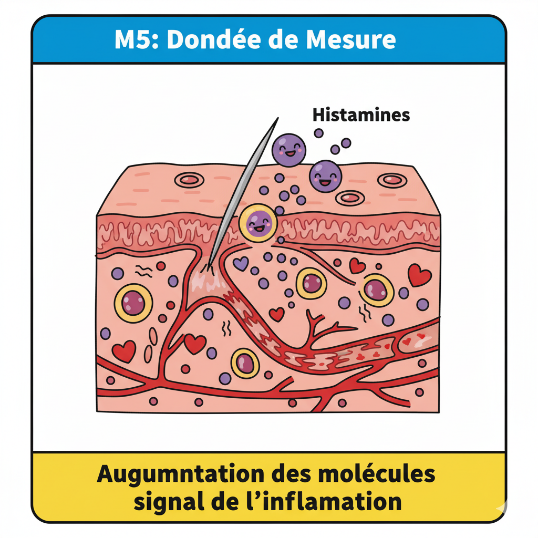 M5: Dondée de Mesure
Histamines
Augumntation des molécules
signal de l'inflamation